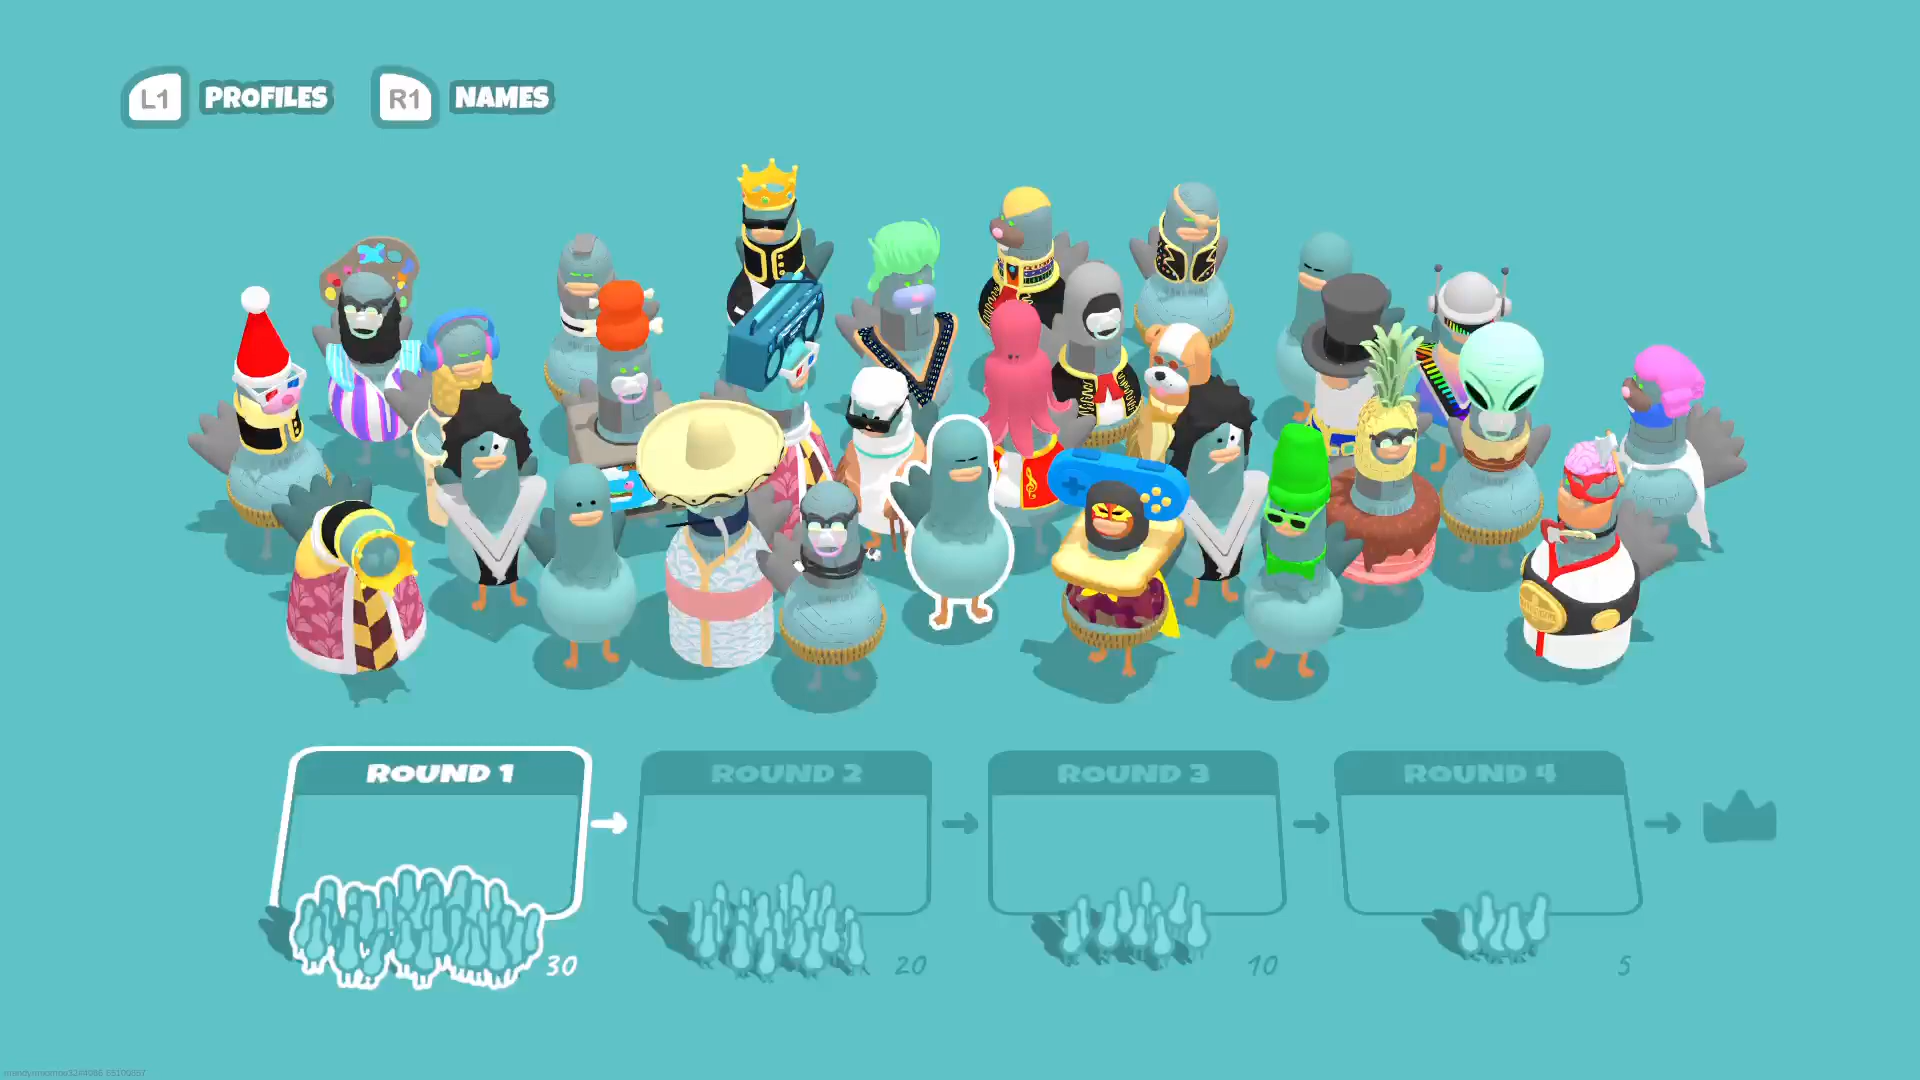 L1 PROFILES R1 NAMES
ROUND 1
ROUND 2
ROUND 3
ROUND 4
30
20
10
5